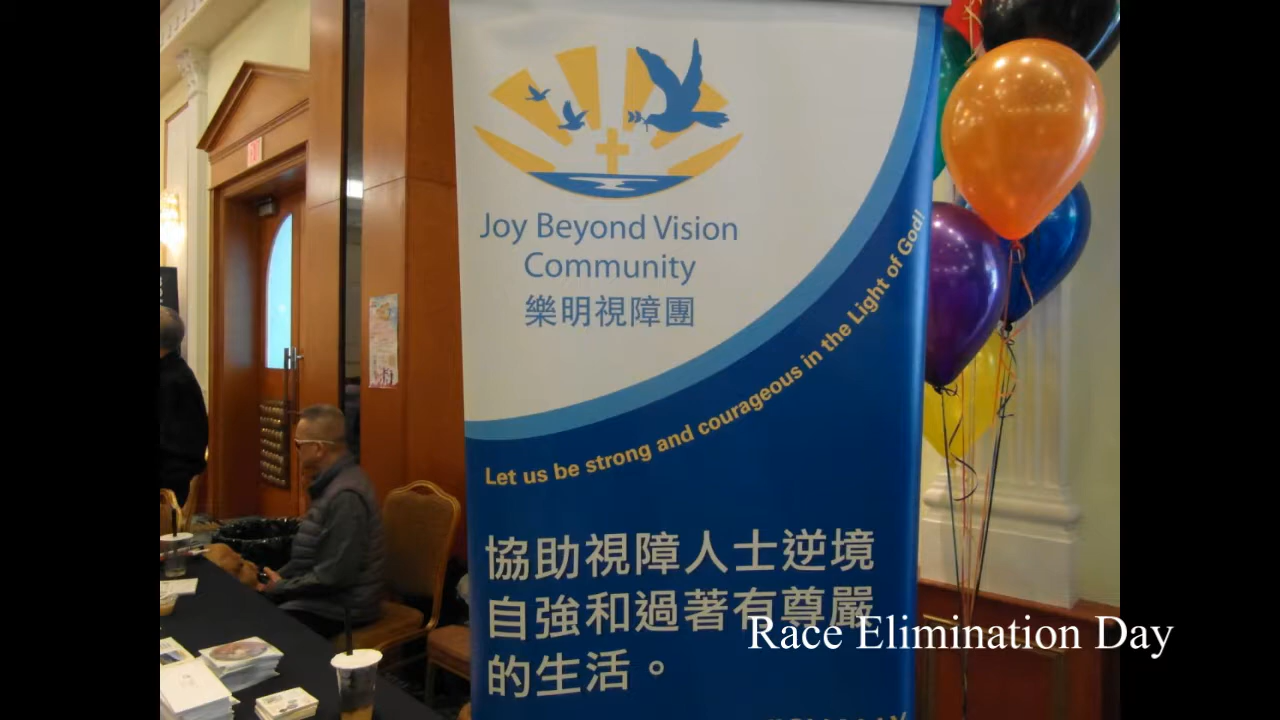 Joy Beyond Vision
Community
樂明視障團
Let us be strong and courageous in the Light of God!
協助視障人士逆境
自強和過著有尊嚴
的生活。
Race Elimination Day